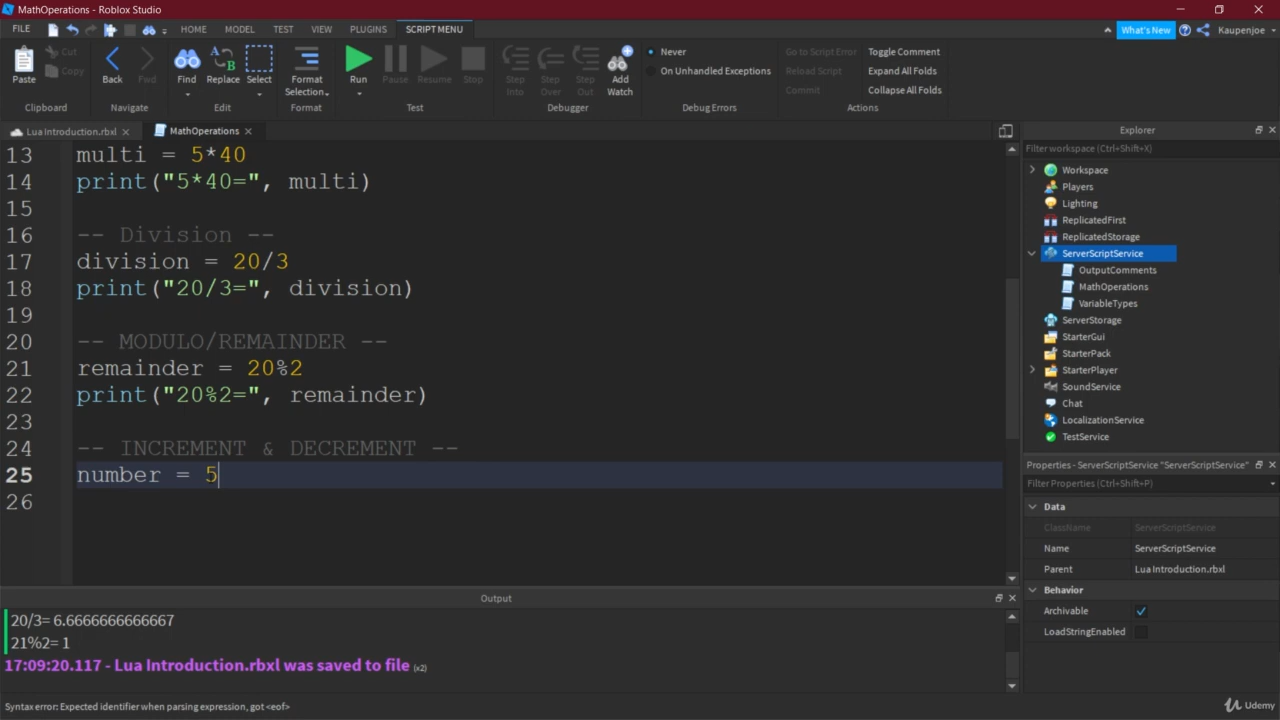 MathOperations - Roblox Studio
FILE HOME MODEL TEST VIEW PLUGINS SCRIPT MENU What's New Kaupenjoe
Paste Cut Copy Back Fwd Find Replace Select Format Selection Run Pause Resume Stop Step Into Step Over Step Out Add Watch Never On Unhandled Exceptions Go to Script Error Reload Script Commit Toggle Comment Expand All Folds Collapse All Folds
Clipboard Navigate Edit Format Test Debugger Debug Errors Actions
Lua Introduction.rbxl MathOperations
13 multi = 5*40
14 print("5*40=", multi)
15
16 -- Division --
17 division = 20/3
18 print("20/3=", division)
19
20 -- MODULO/REMAINDER --
21 remainder = 20%2
22 print("20%2=", remainder)
23
24 -- INCREMENT & DECREMENT --
25 number = 5
26
Explorer
Filter workspace (Ctrl+Shift+X)
Workspace
Players
Lighting
ReplicatedFirst
ReplicatedStorage
ServerScriptService
OutputComments
MathOperations
VariableTypes
ServerStorage
StarterGui
StarterPack
StarterPlayer
SoundService
Chat
LocalizationService
TestService
Properties - ServerScriptService "ServerScriptService"
Filter Properties (Ctrl+Shift+P)
Data
ClassName ServerScriptService
Name ServerScriptService
Parent Lua Introduction.rbxl
Behavior
Archivable
LoadStringEnabled
Output
20/3= 6.6666666666667
21%2= 1
17:09:20.117 - Lua Introduction.rbxl was saved to file (x2)
Syntax error: Expected identifier when parsing expression, got <eof>
Udemy